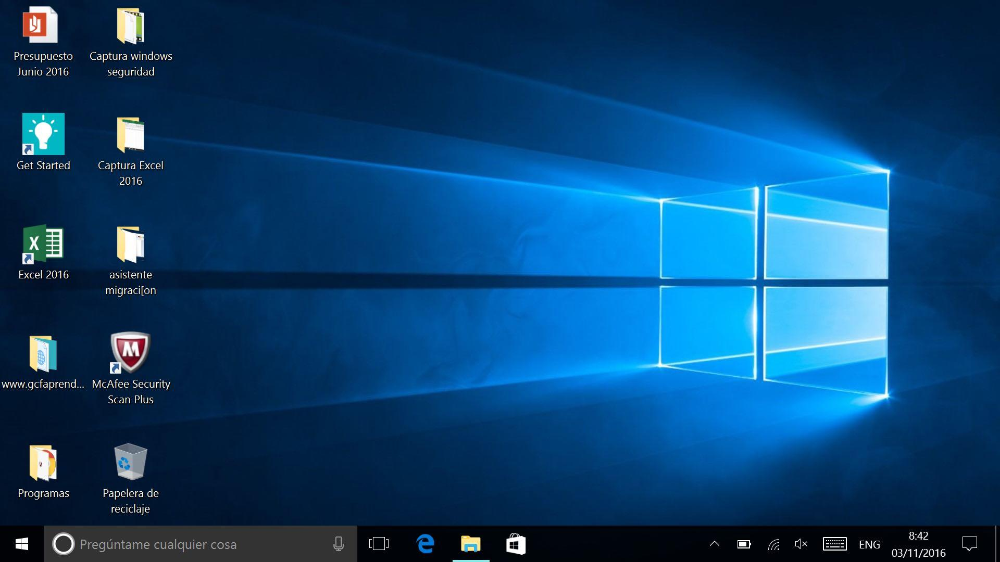 Presupuesto
Junio 2016
Captura windows
seguridad
Get Started
Captura Excel
2016
Excel 2016
asistente
migraci[on
www.gcfaprend...
McAfee Security
Scan Plus
Programas
Papelera de
reciclaje
Pregúntame cualquier cosa
ENG
8:42
03/11/2016